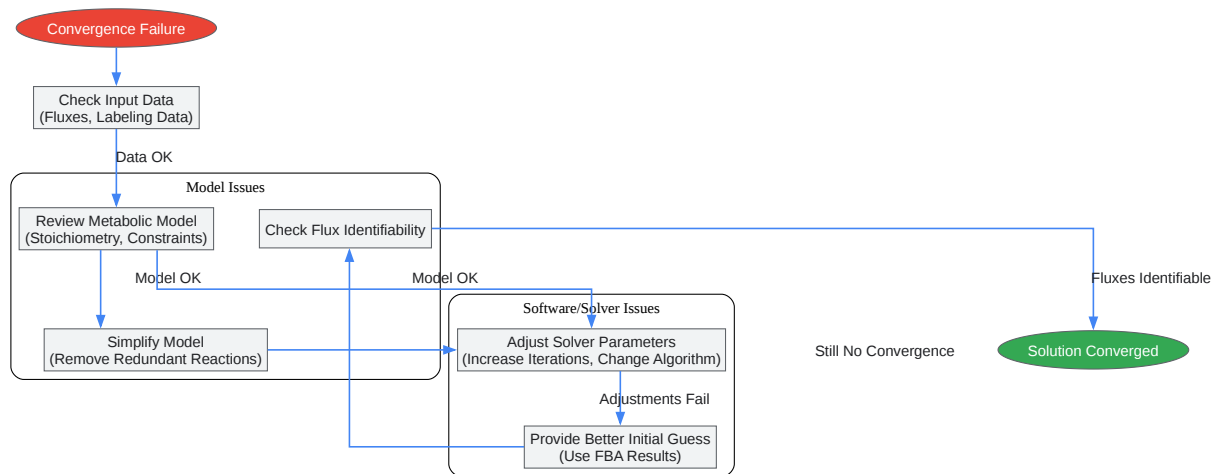 Convergence Failure
Check Input Data
(Fluxes, Labeling Data)
Data OK
Model Issues
Review Metabolic Model
(Stoichiometry, Constraints)
Check Flux Identifiability
Model OK
Model OK
Fluxes Identifiable
Software/Solver Issues
Simplify Model
(Remove Redundant Reactions)
Adjust Solver Parameters
(Increase Iterations, Change Algorithm)
Still No Convergence
Solution Converged
Adjustments Fail
Provide Better Initial Guess
(Use FBA Results)